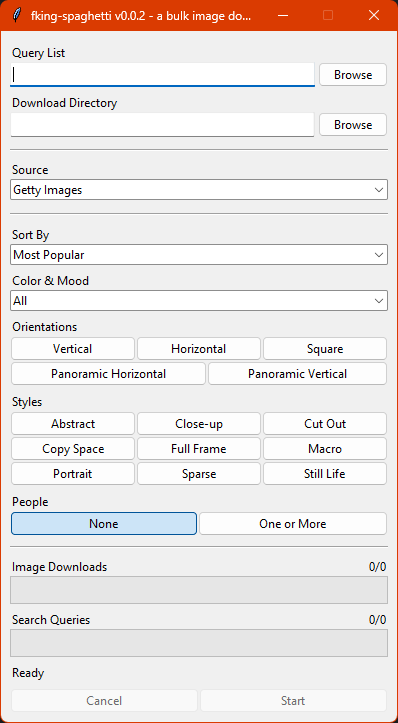 fking-spaghetti v0.0.2 - a bulk image do...
Query List
Browse
Download Directory
Browse
Source
Getty Images
Sort By
Most Popular
Color & Mood
All
Orientations
Vertical Horizontal Square
Panoramic Horizontal Panoramic Vertical
Styles
Abstract Close-up Cut Out
Copy Space Full Frame Macro
Portrait Sparse Still Life
People
None One or More
Image Downloads 0/0
Search Queries 0/0
Ready
Cancel Start